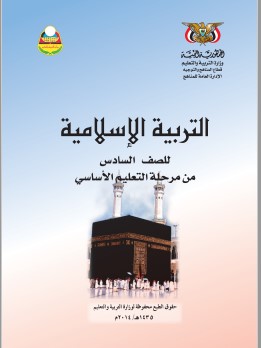 الجمهورية اليمنية
وزارة التربية والتعليم
قطاع المناهج والتوجيه
الإدارة العامة للمناهج
التربية الإسلامية
للصف السادس
من مرحلة التعليم الأساسي
حقوق الطبع محفوظة لوزارة التربية والتعليم
١٤٣٥هـ/ ٢٠١٤م